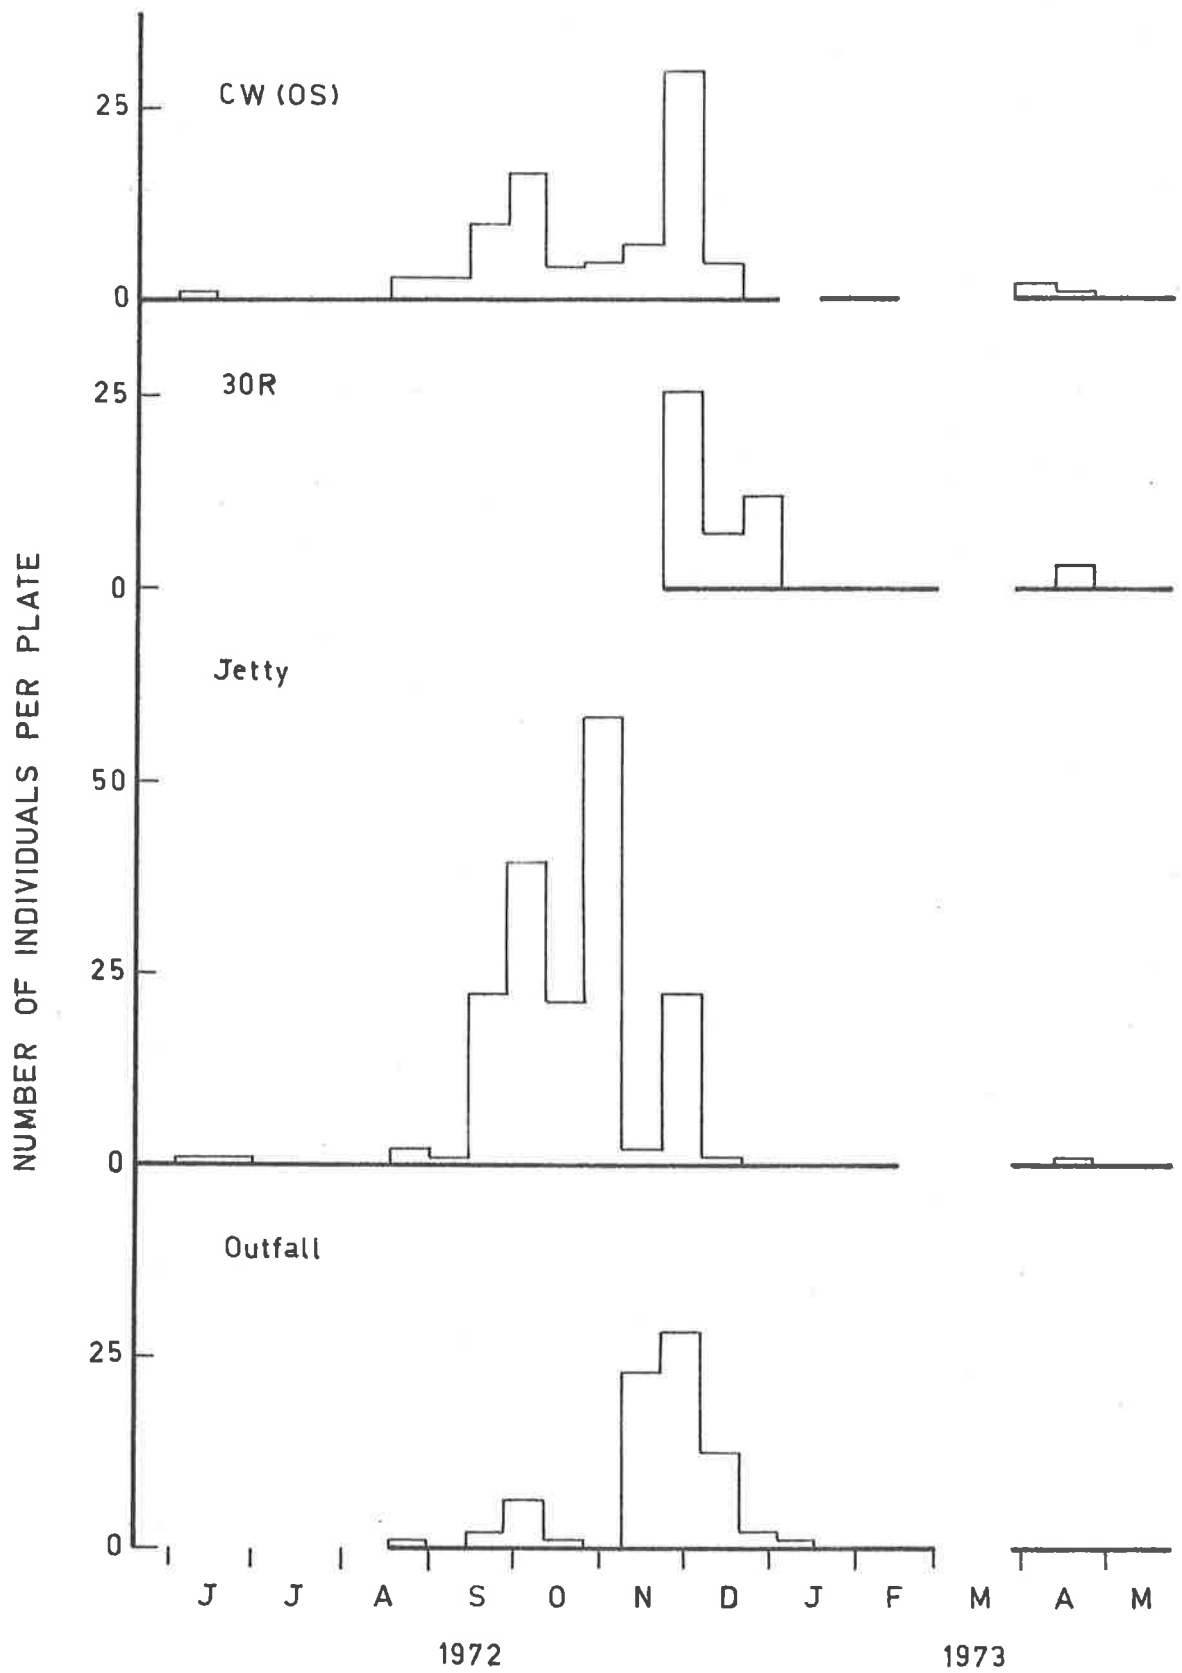 NUMBER OF INDIVIDUALS PER PLATE
CW (OS)
25
0
30R
25
0
Jetty
50
25
0
Outfall
25
0
J J A S O N D J F M A M
1972 1973